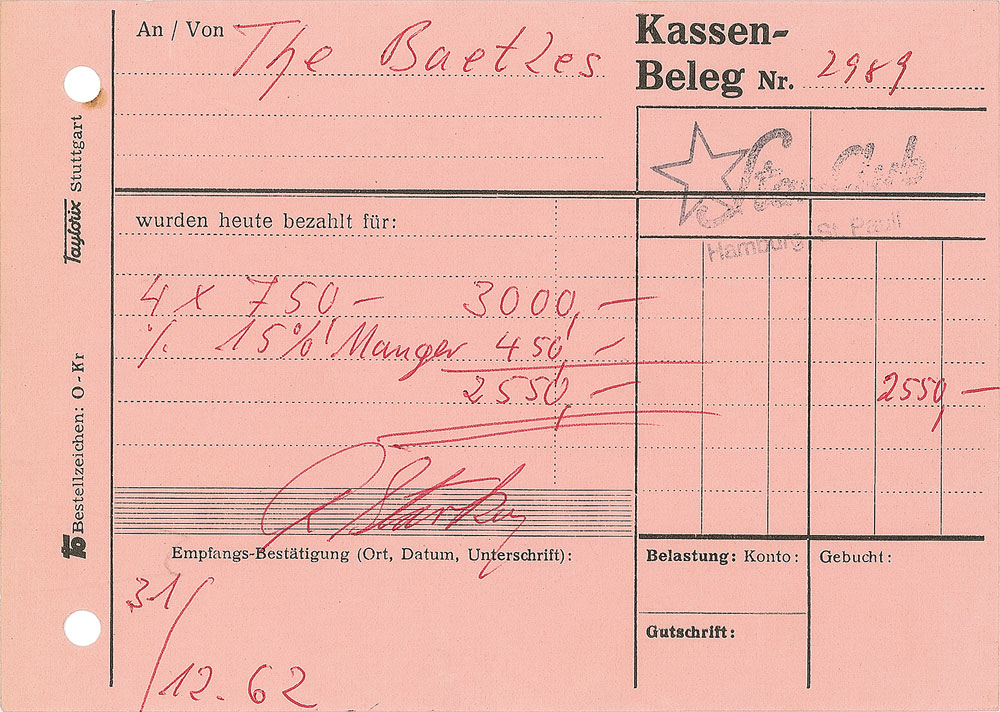 An / Von The Baetles
Kassen-
Beleg Nr. 2989
Star-Club
Hamburg, St. Pauli
wurden heute bezahlt für:
4 x 750,- 3000,-
% 15% Manger 450,-
2550,- 2550,-
R Starkey
Empfangs-Bestätigung (Ort, Datum, Unterschrift):
31/
12-62
Belastung: Konto: Gebucht:
Gutschrift:
Taylorix Stuttgart
Bestellzeichen: O-Kr